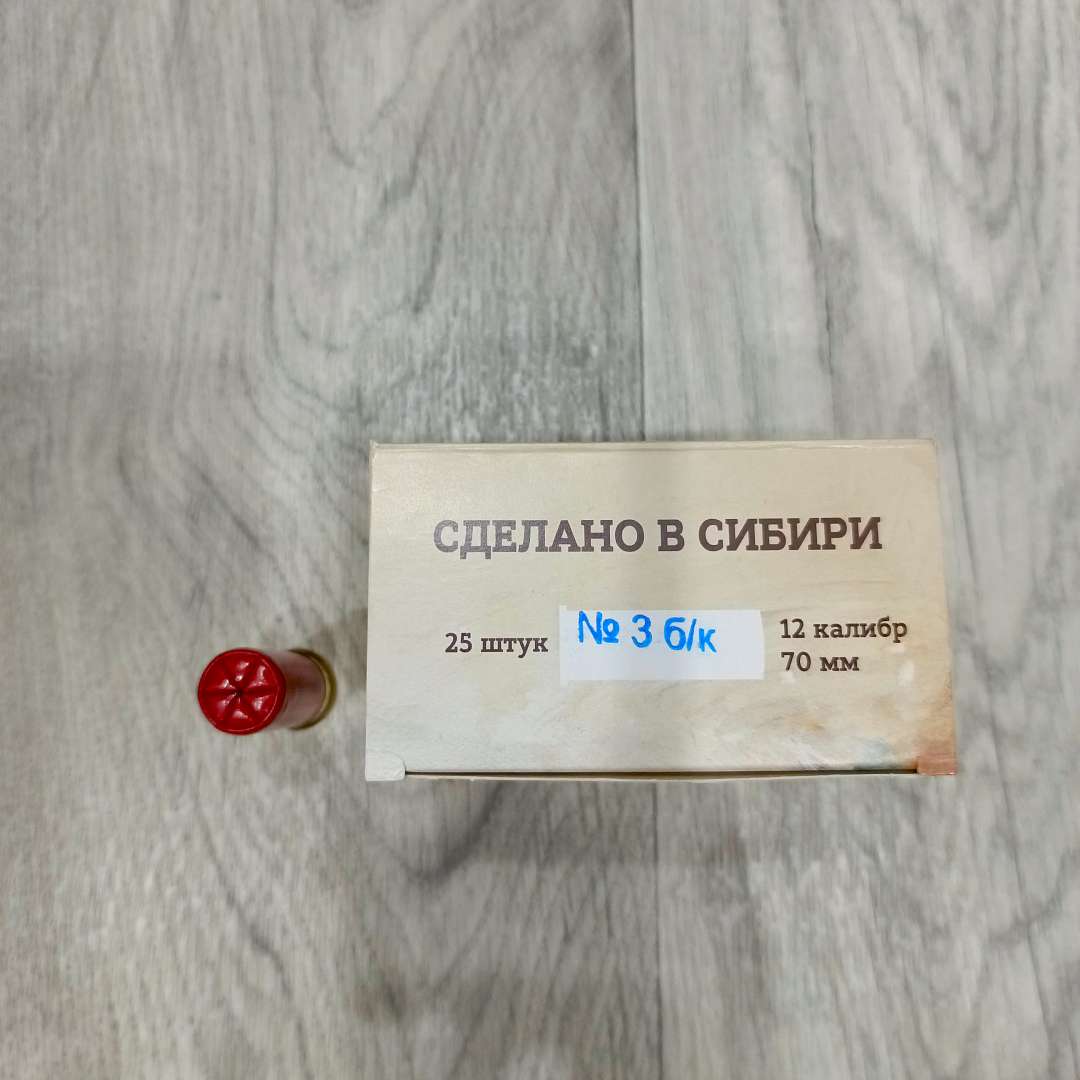 СДЕЛАНО В СИБИРИ
25 штук
№ 3 б/к
12 калибр
70 мм